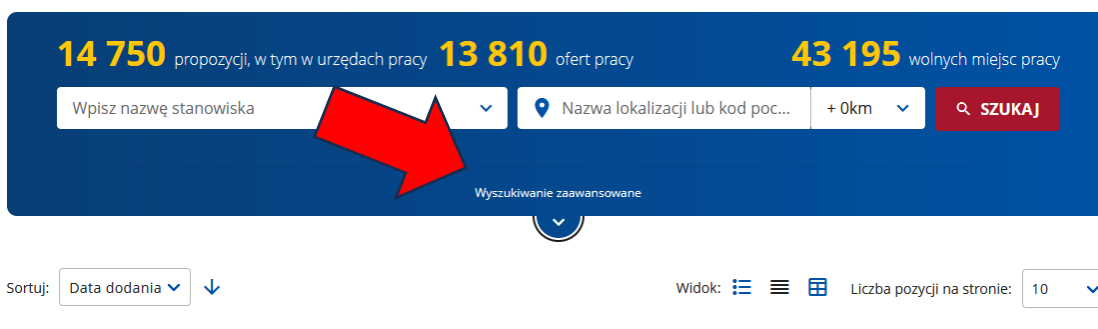 14 750 propozycji, w tym w urzędach pracy 13 810 ofert pracy 43 195 wolnych miejsc pracy
Wpisz nazwę stanowiska Nazwa lokalizacji lub kod poc... + 0km SZUKAJ
Wyszukiwanie zaawansowane
Sortuj: Data dodania Widok: Liczba pozycji na stronie: 10